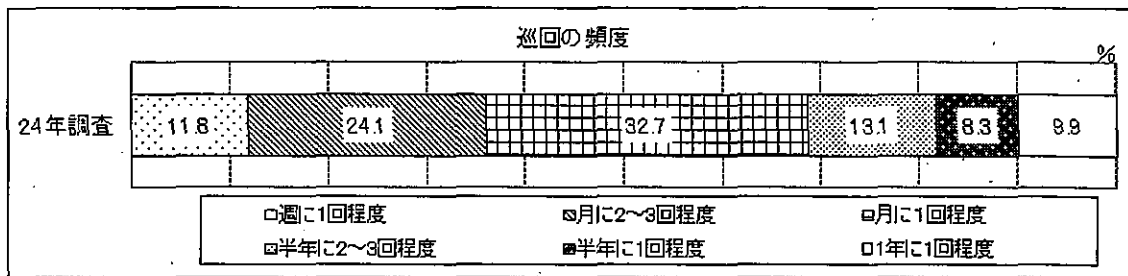 巡回の頻度
%
24年調査
11.8 24.1 32.7 13.1 8.3 9.9
週に1回程度 月に2～3回程度 月に1回程度
半年に2～3回程度 半年に1回程度 1年に1回程度